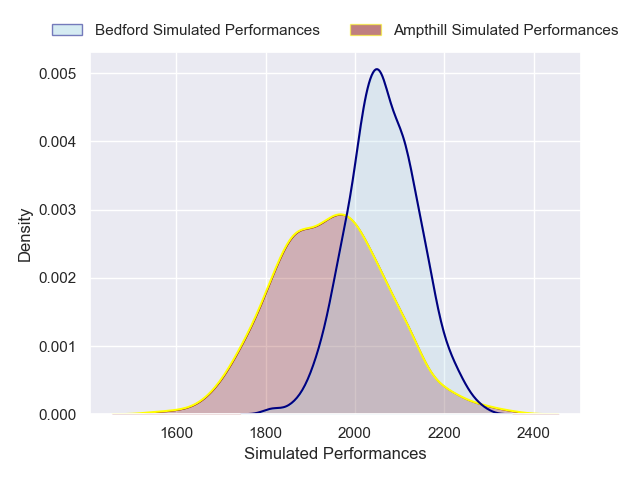 Bedford Simulated Performances
Ampthill Simulated Performances
0.005
0.004
0.003
0.002
0.001
0.000
Density
1600 1800 2000 2200 2400
Simulated Performances